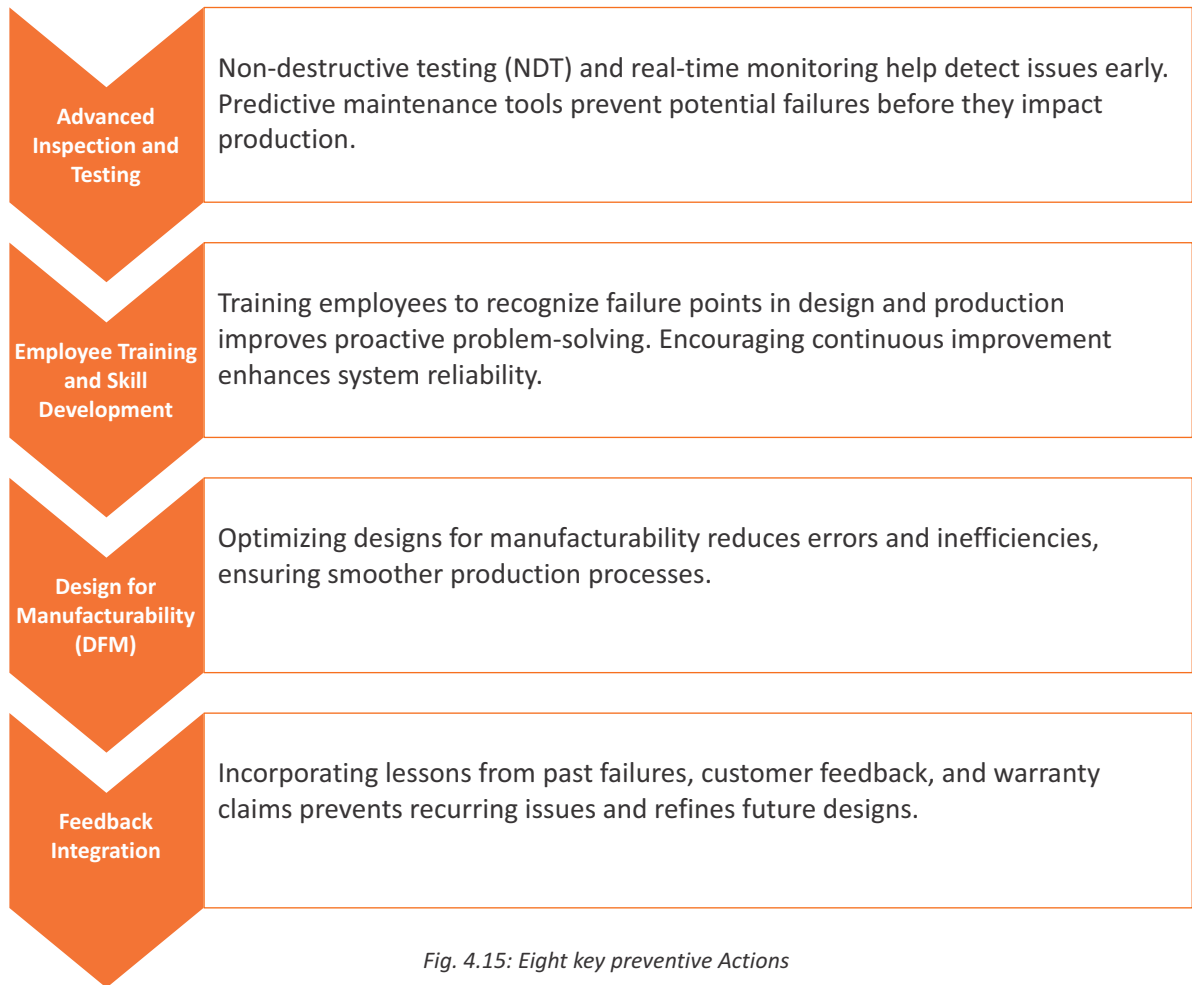 Advanced
Inspection and
Testing
Non-destructive testing (NDT) and real-time monitoring help detect issues early.
Predictive maintenance tools prevent potential failures before they impact
production.
Employee Training
and Skill
Development
Training employees to recognize failure points in design and production
improves proactive problem-solving. Encouraging continuous improvement
enhances system reliability.
Design for
Manufacturability
(DFM)
Optimizing designs for manufacturability reduces errors and inefficiencies,
ensuring smoother production processes.
Feedback
Integration
Incorporating lessons from past failures, customer feedback, and warranty
claims prevents recurring issues and refines future designs.
Fig. 4.15: Eight key preventive Actions